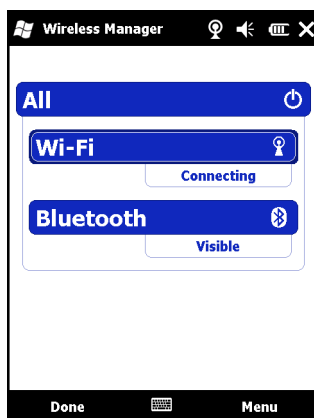 Wireless Manager
All
Wi-Fi
Connecting
Bluetooth
Visible
Done Menu